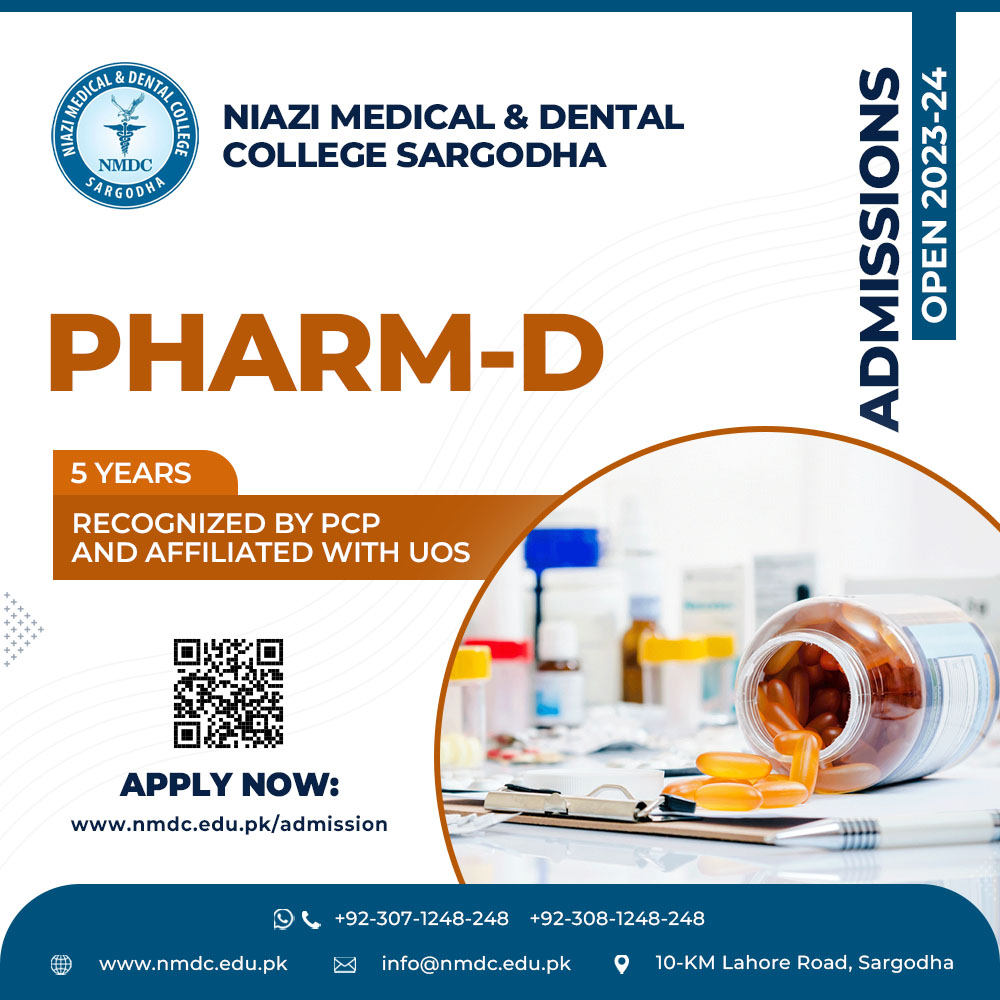 NIAZI MEDICAL & DENTAL COLLEGE
NMDC
SARGODHA
NIAZI MEDICAL & DENTAL
COLLEGE SARGODHA
ADMISSIONS
OPEN 2023-24
PHARM-D
5 YEARS
RECOGNIZED BY PCP
AND AFFILIATED WITH UOS
APPLY NOW:
www.nmdc.edu.pk/admission
+92-307-1248-248 +92-308-1248-248
www.nmdc.edu.pk info@nmdc.edu.pk 10-KM Lahore Road, Sargodha